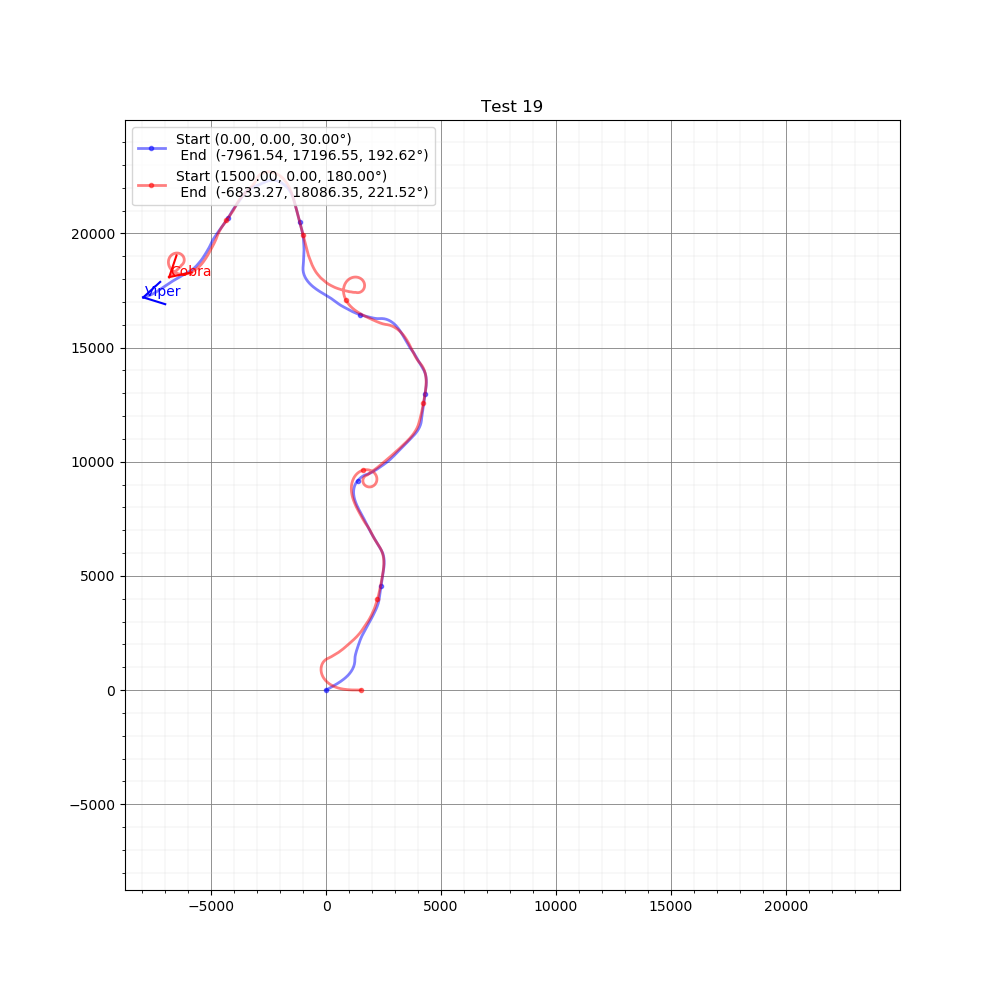 Test 19
Start (0.00, 0.00, 30.00°)
End (-7961.54, 17196.55, 192.62°)
Start (1500.00, 0.00, 180.00°)
End (-6833.27, 18086.35, 221.52°)
20000
Cobra
Viper
15000
10000
5000
0
−5000
−5000 0 5000 10000 15000 20000